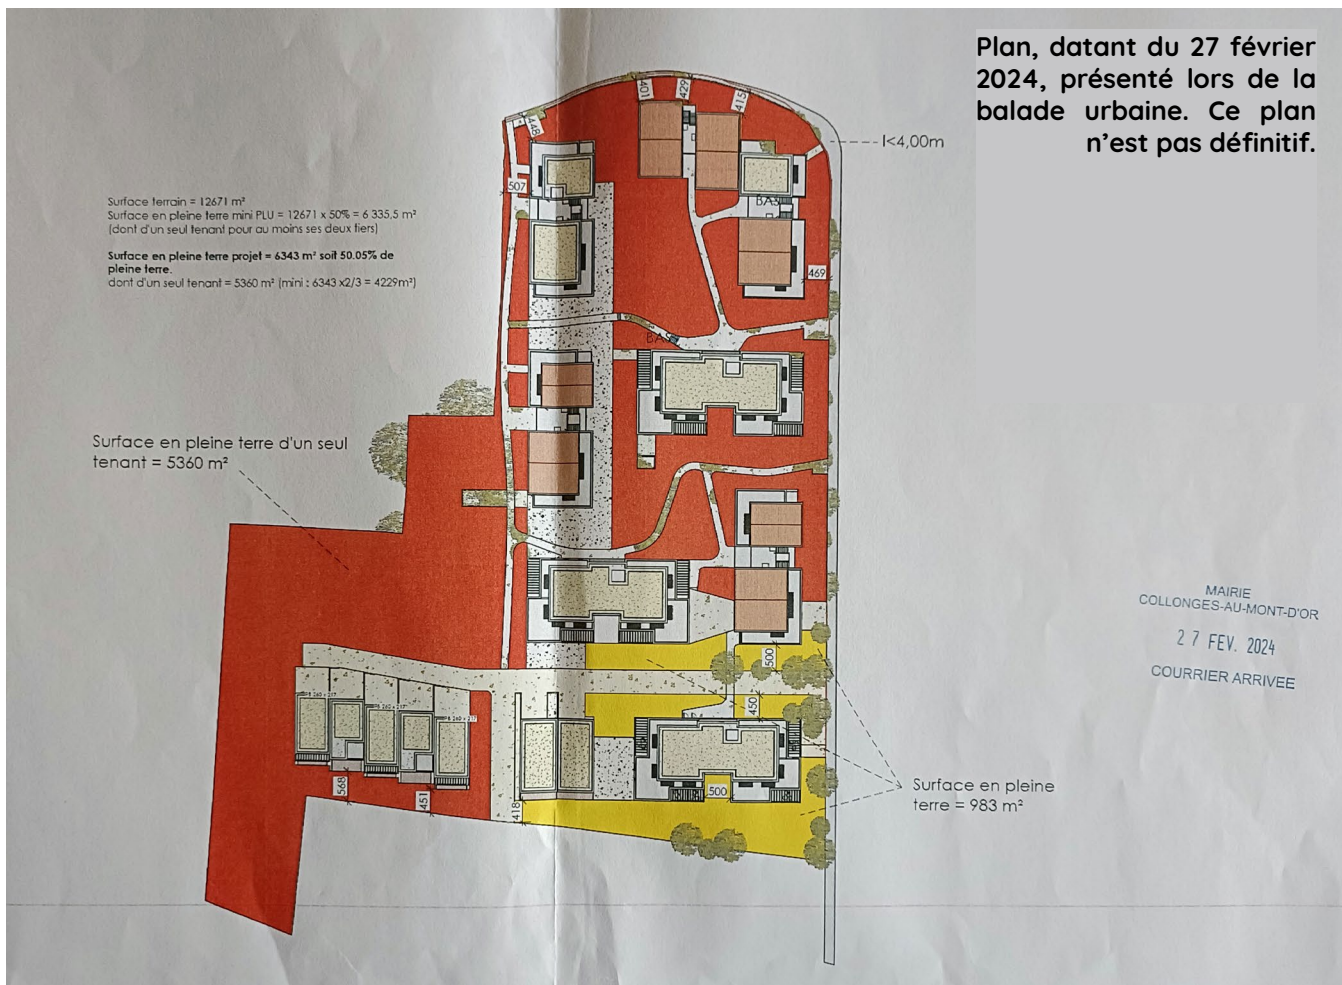 Plan, datant du 27 février
2024, présenté lors de la
balade urbaine. Ce plan
n'est pas définitif.
401
429
415
448
I<4,00m
507
BAS
Surface terrain = 12671 m²
Surface en pleine terre mini PLU = 12671 x 50% = 6 335,5 m²
(dont d'un seul tenant pour au moins ses deux tiers)
Surface en pleine terre projet = 6343 m² soit 50.05% de
pleine terre.
dont d'un seul tenant = 5360 m² (mini : 6343 x2/3 = 4229m²)
469
BAS
Surface en pleine terre d'un seul
tenant = 5360 m²
MAIRIE
COLLONGES-AU-MONT-D'OR
27 FEV. 2024
COURRIER ARRIVEE
500
450
568
451
418
500
Surface en pleine
terre = 983 m²